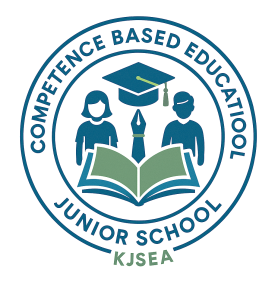 COMPETENCE BASED EDUCATIOOL
JUNIOR SCHOOL
KJSEA